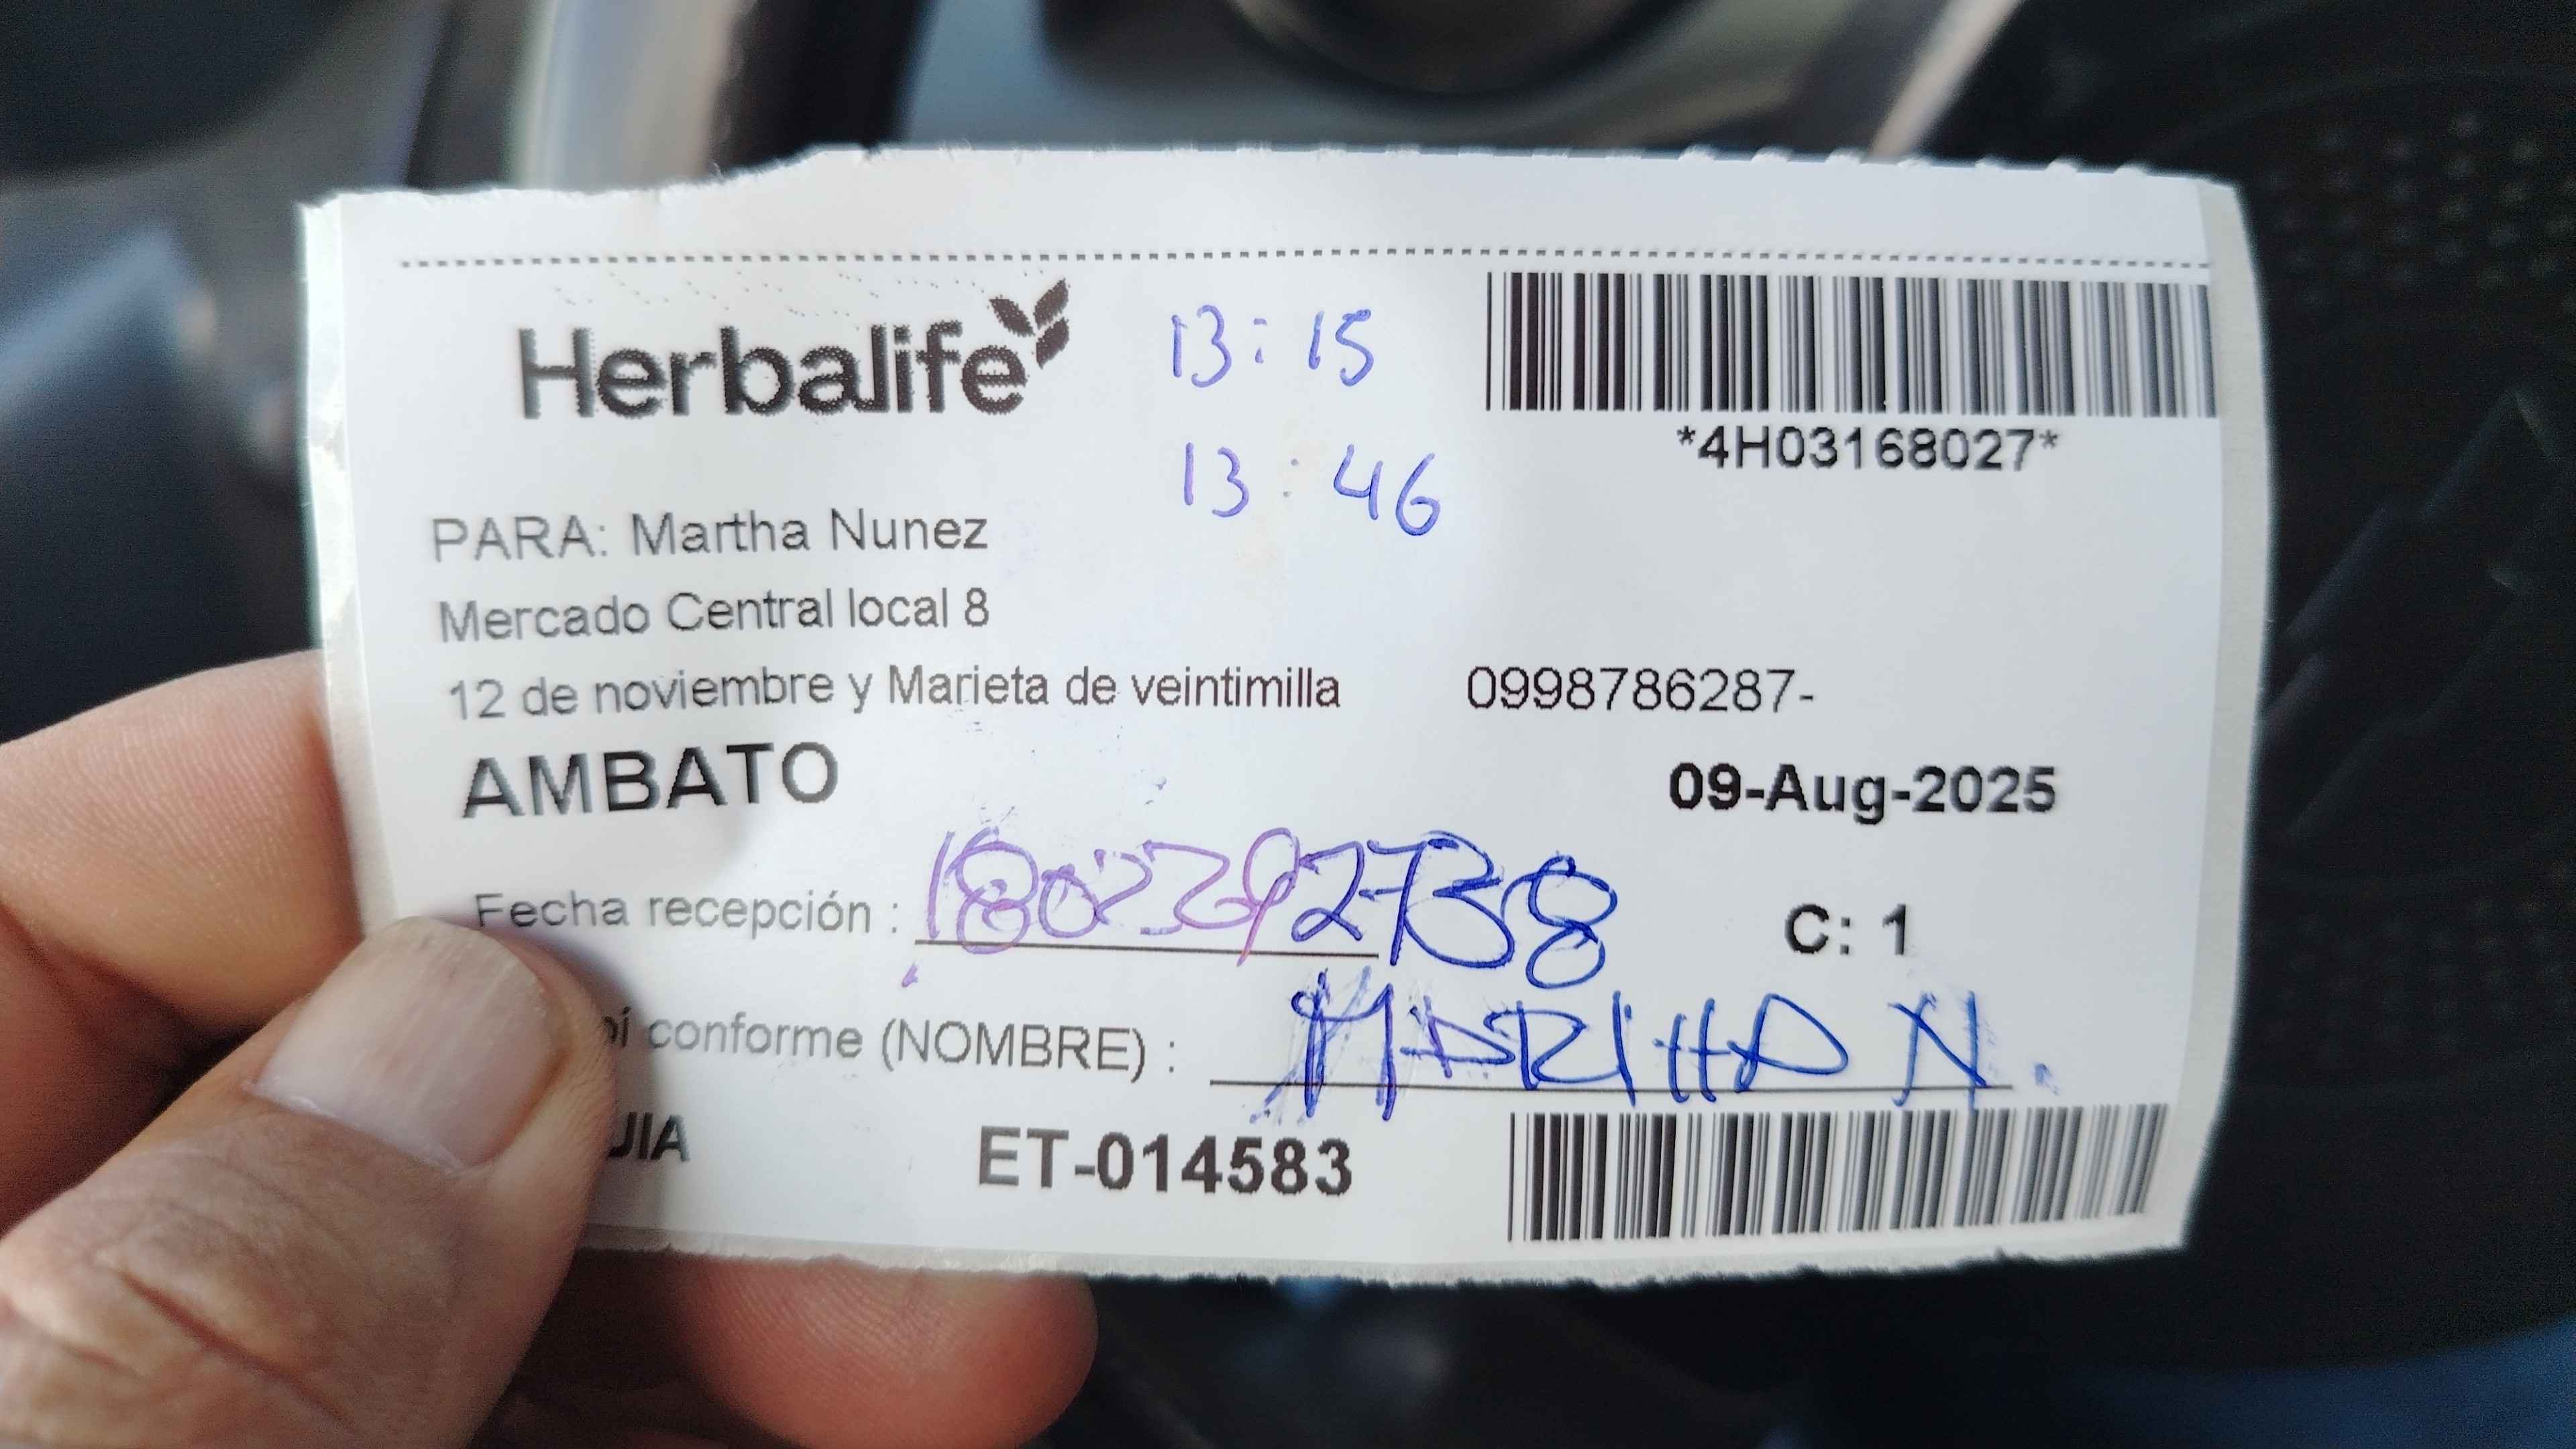 Herbalife
13:15
13:46
*4H03168027*
PARA: Martha Nunez
Mercado Central local 8
12 de noviembre y Marieta de veintimilla 0998786287-
AMBATO
09-Aug-2025
Fecha recepción :
C: 1
conforme (NOMBRE) : MARTHA N.
ET-014583